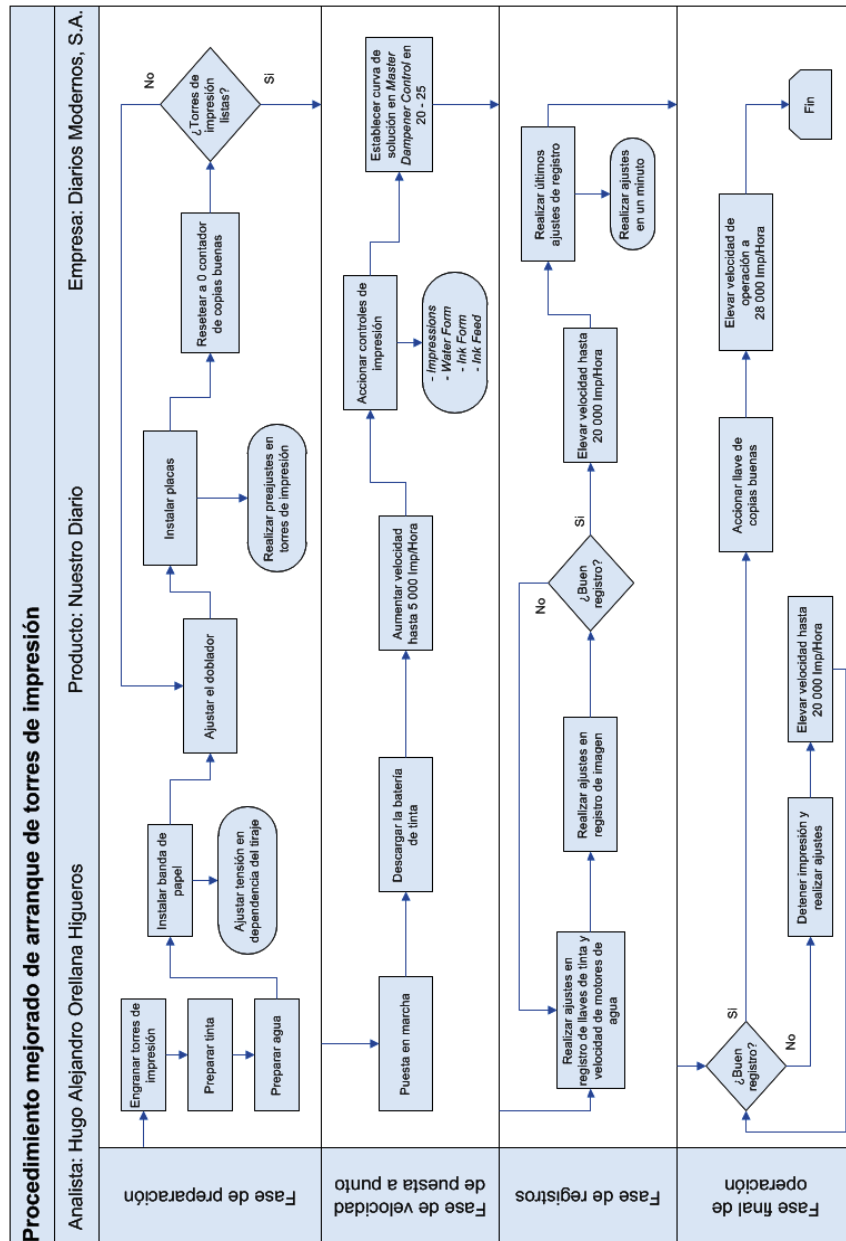 Procedimiento mejorado de arranque de torres de impresión
Analista: Hugo Alejandro Orellana Higueros
Producto: Nuestro Diario
Empresa: Diarios Modernos, S.A.
Fase de preparación
Engranar torres de
impresión
Preparar tinta
Preparar agua
Instalar banda de
papel
Ajustar tensión en
dependencia del tiraje
Ajustar el doblador
Instalar placas
Realizar preajustes en
torres de impresión
Resetear a 0 contador
de copias buenas
¿Torres de
impresión
listas?
No
Si
Fase de velocidad
de puesta a punto
Puesta en marcha
Descargar la batería
de tinta
Aumentar velocidad
hasta 5 000 Imp/Hora
Accionar controles de
impresión
- Impressions
- Water Form
- Ink Form
- Ink Feed
Establecer curva de
solución en Master
Dampener Control en
20 - 25
Fase de registros
Realizar ajustes en
registro de llaves de tinta y
velocidad de motores de
agua
Realizar ajustes en
registro de imagen
¿Buen
registro?
No
Si
Elevar velocidad hasta
20 000 Imp/Hora
Realizar últimos
ajustes de registro
Realizar ajustes
en un minuto
Fase final de
operación
¿Buen
registro?
Si
No
Detener impresión y
realizar ajustes
Elevar velocidad hasta
20 000 Imp/Hora
Accionar llave de
copias buenas
Elevar velocidad de
operación a
28 000 Imp/Hora
Fin